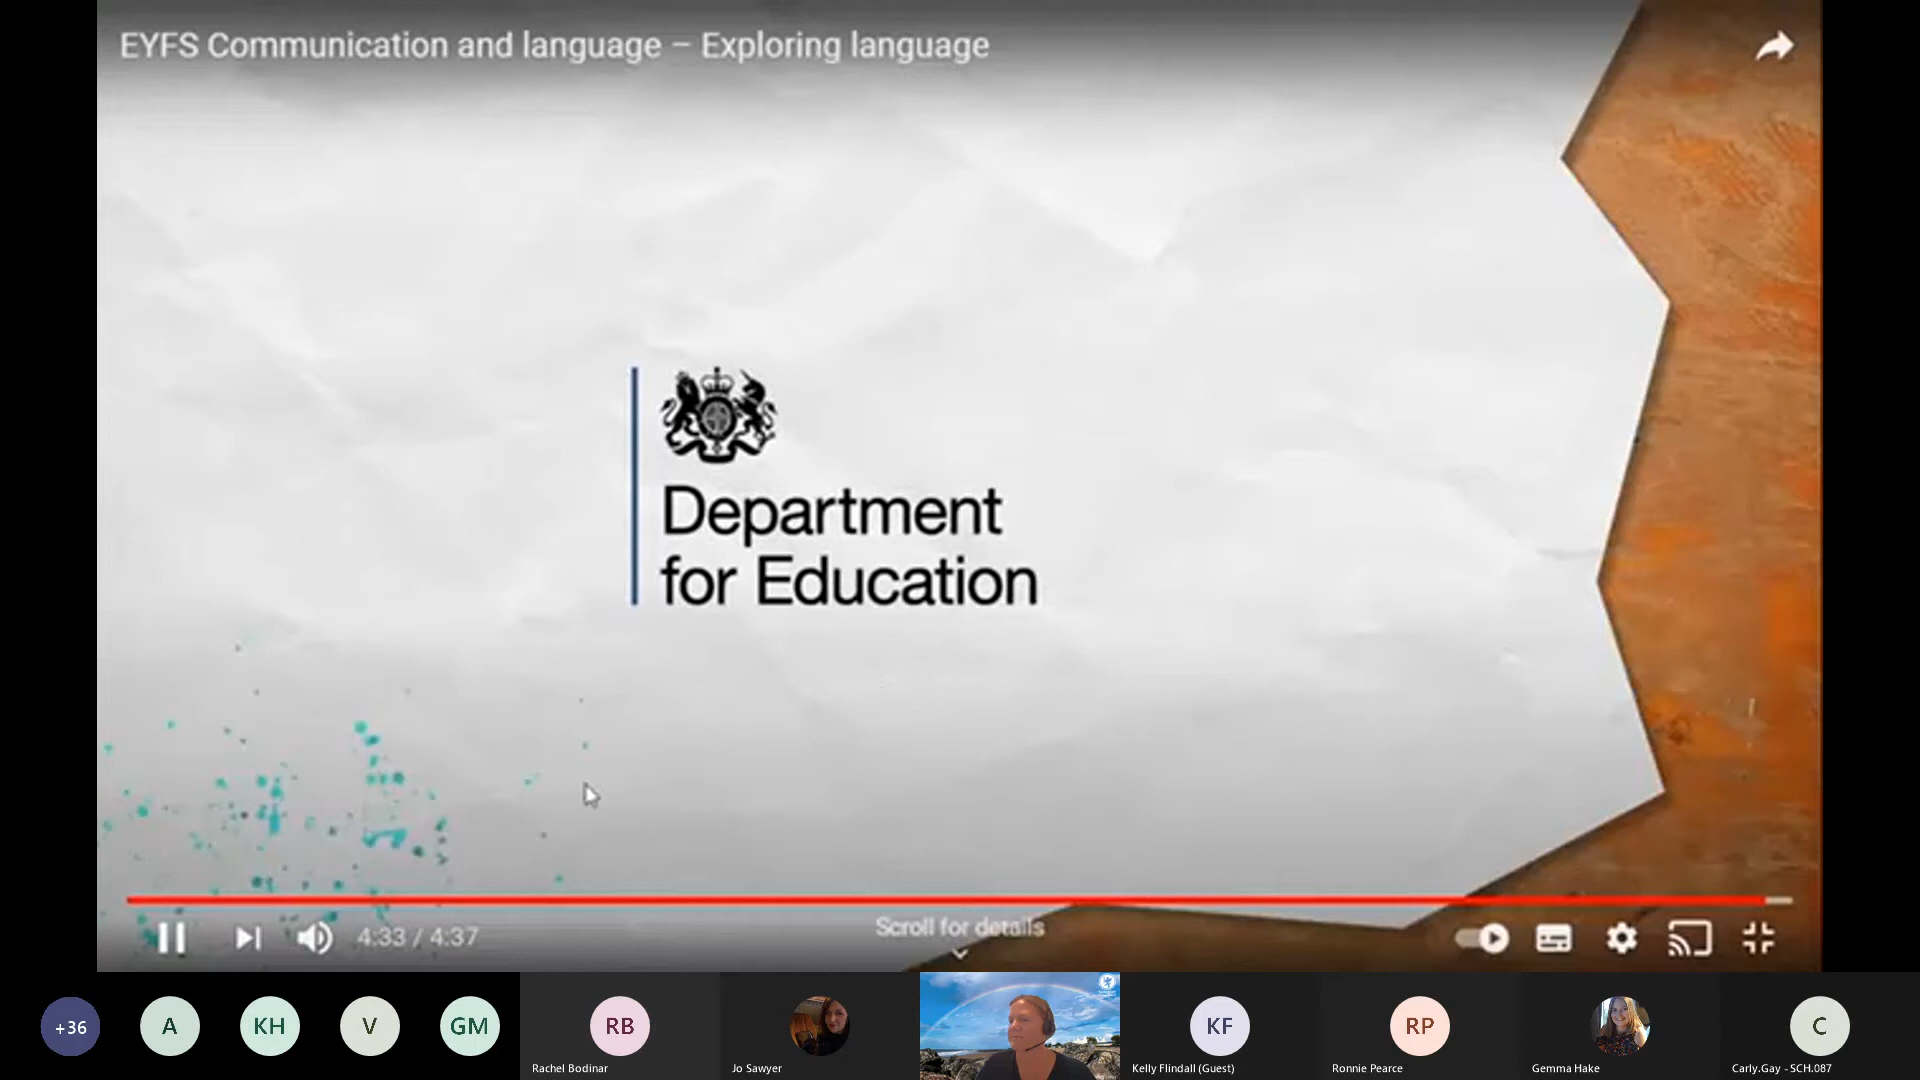 EYFS Communication and language – Exploring language
Department
for Education
4:33 / 4:37
Scroll for details
+36
A
KH
V
GM
RB
KF
RP
C
Rachel Bodinar
Jo Sawyer
Kelly Flindall (Guest)
Ronnie Pearce
Gemma Hake
Carly.Gay - SCH.087